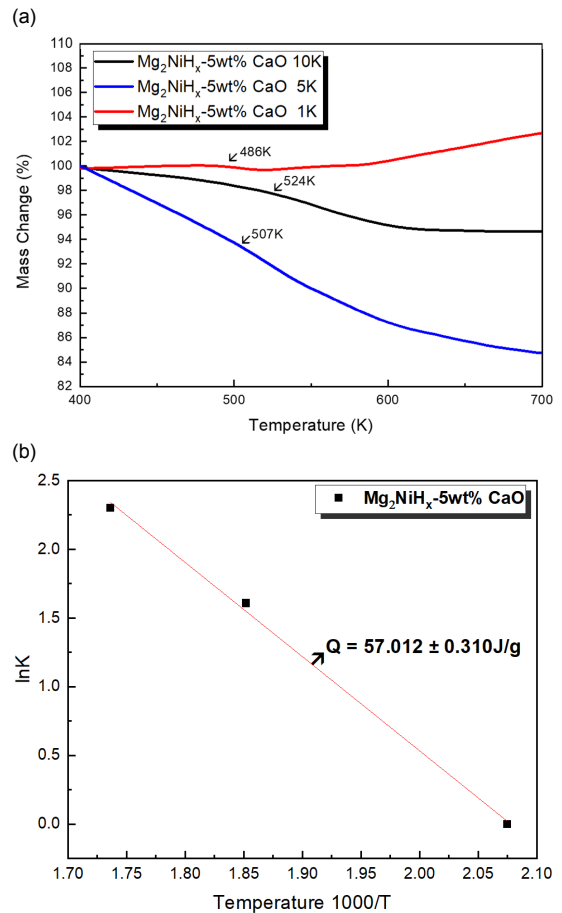 (a)
110
108
106
104
102
100
98
96
94
92
90
88
86
84
82
Mass Change (%)
Mg₂NiHₓ-5wt% CaO 10K
Mg₂NiHₓ-5wt% CaO 5K
Mg₂NiHₓ-5wt% CaO 1K
486K
524K
507K
400 500 600 700
Temperature (K)
(b)
2.5
2.0
1.5
1.0
0.5
0.0
lnK
Mg₂NiHₓ-5wt% CaO
Q = 57.012 ± 0.310J/g
1.70 1.75 1.80 1.85 1.90 1.95 2.00 2.05 2.10
Temperature 1000/T